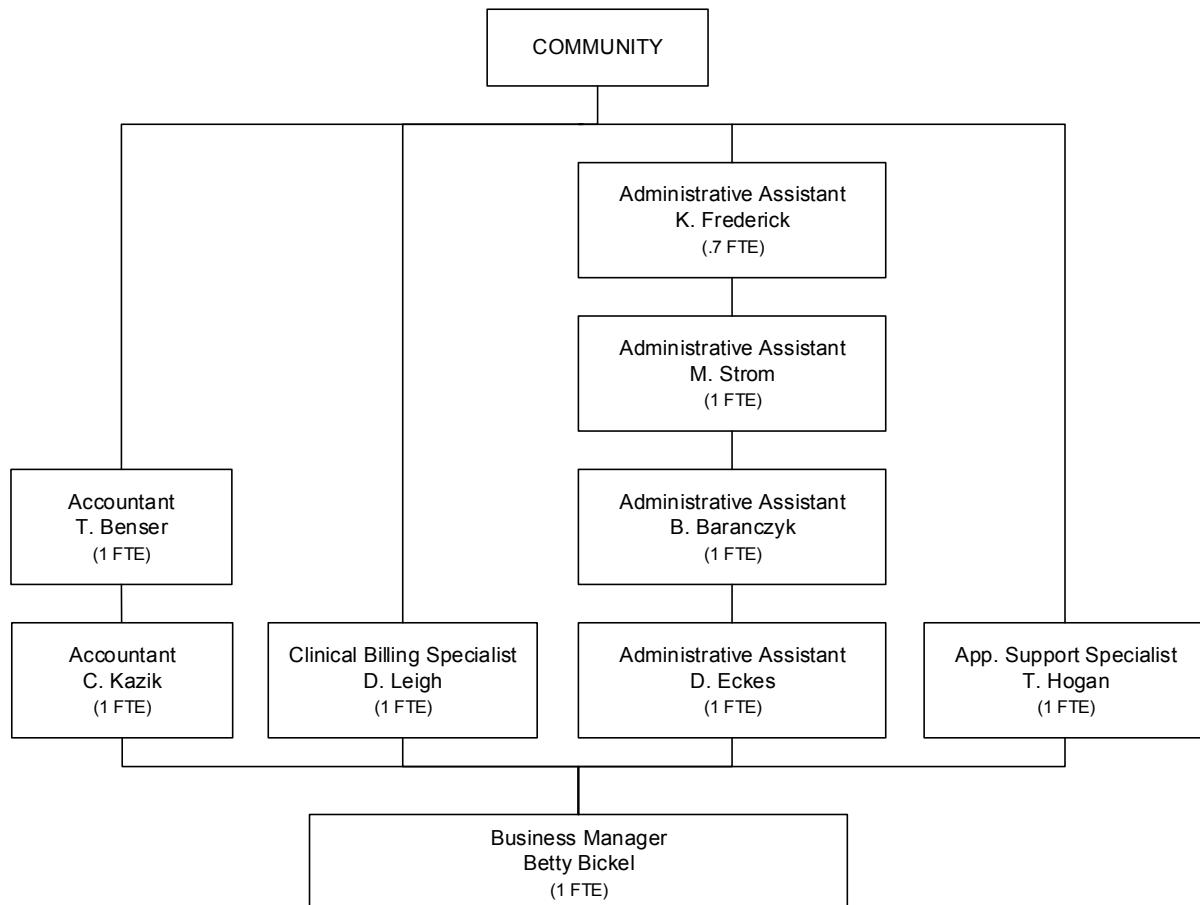 COMMUNITY
Administrative Assistant
K. Frederick
(.7 FTE)
Administrative Assistant
M. Strom
(1 FTE)
Accountant
T. Benser
(1 FTE)
Administrative Assistant
B. Baranczyk
(1 FTE)
Accountant
C. Kazik
(1 FTE)
Clinical Billing Specialist
D. Leigh
(1 FTE)
Administrative Assistant
D. Eckes
(1 FTE)
App. Support Specialist
T. Hogan
(1 FTE)
Business Manager
Betty Bickel
(1 FTE)